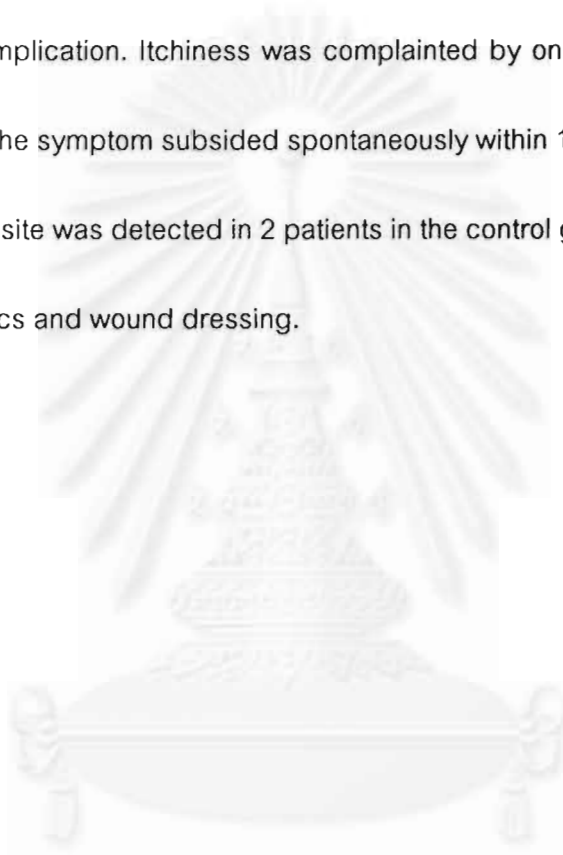 mplication. Itchiness was complainted by on
he symptom subsided spontaneously within 1
site was detected in 2 patients in the control
cs and wound dressing.